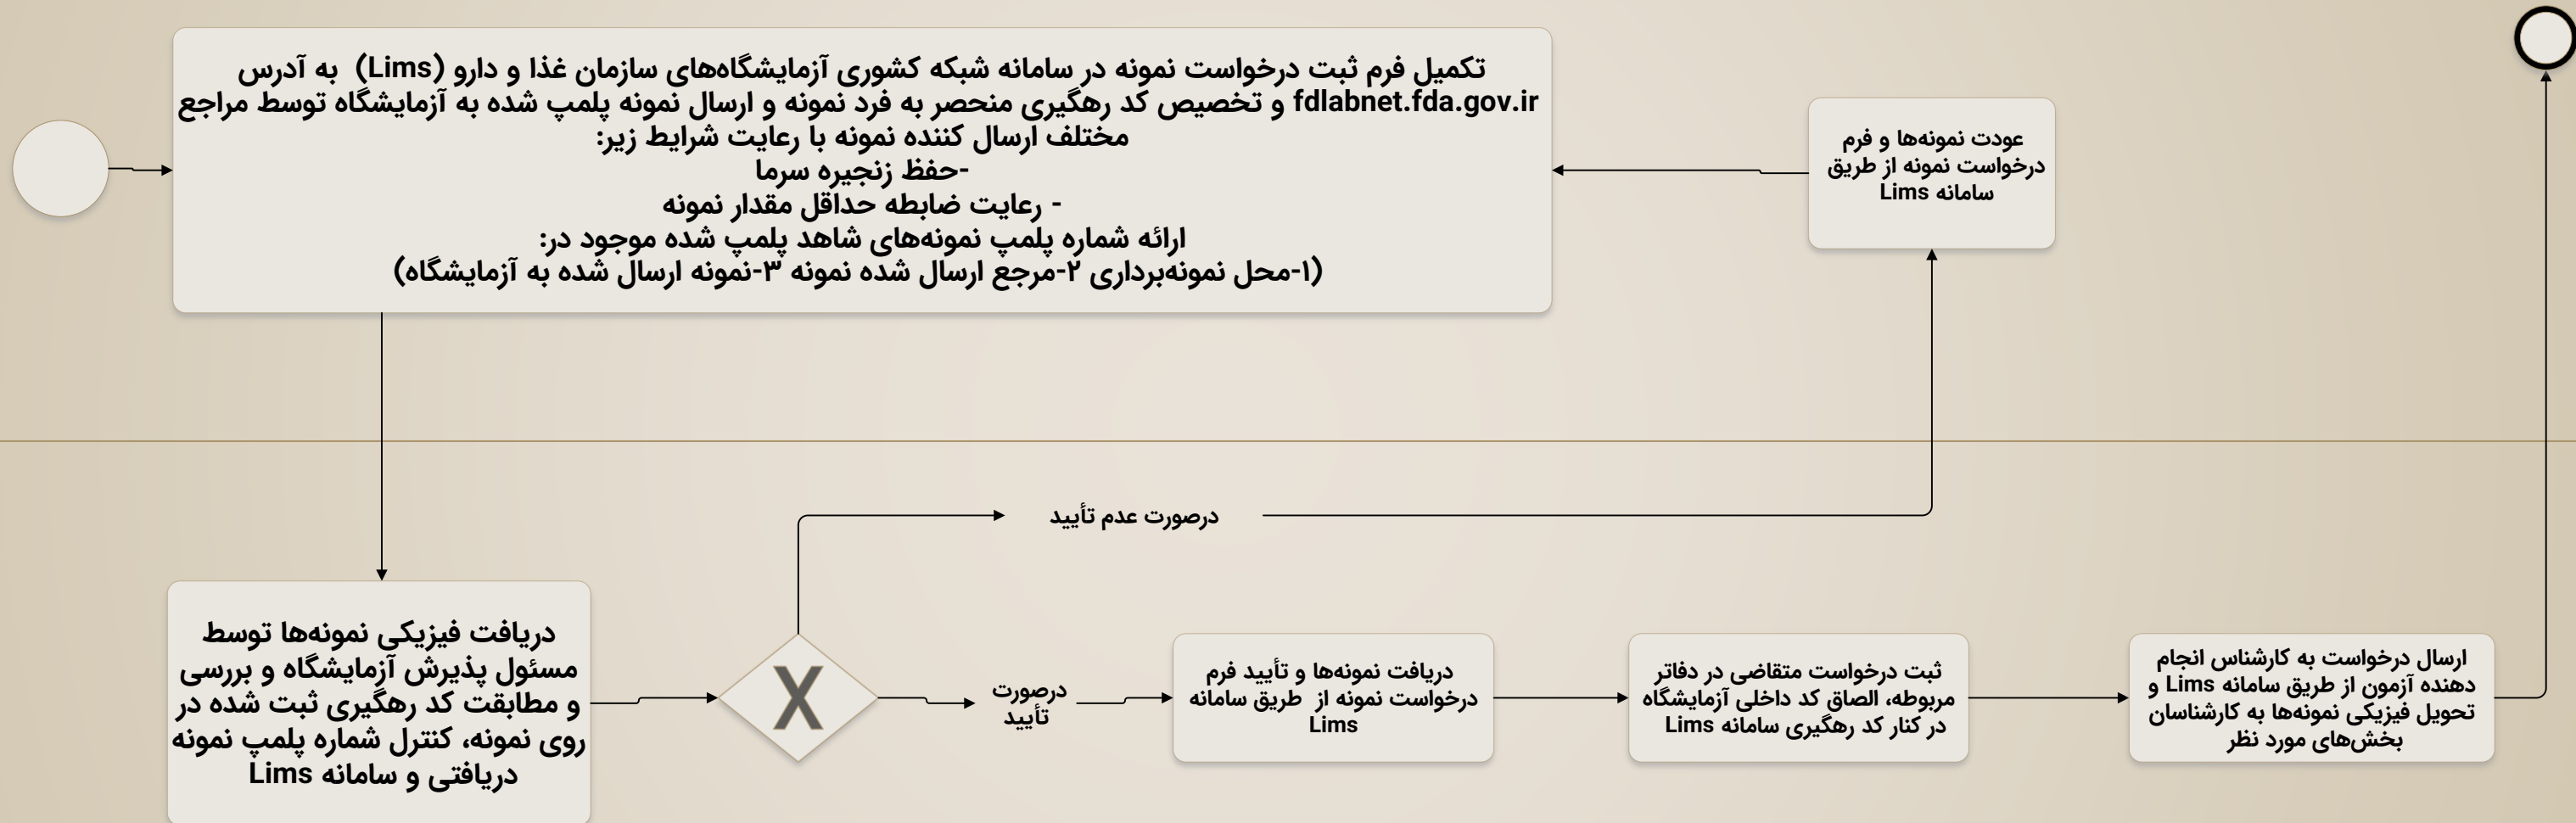 تکمیل فرم ثبت درخواست نمونه در سامانه شبکه کشوری آزمایشگاه‌های سازمان غذا و دارو (Lims) به آدرس
fdlabnet.fda.gov.ir و تخصیص کد رهگیری منحصر به فرد نمونه و ارسال نمونه پلمپ شده به آزمایشگاه توسط مراجع
مختلف ارسال کننده نمونه با رعایت شرایط زیر:
-حفظ زنجیره سرما
- رعایت ضابطه حداقل مقدار نمونه
ارائه شماره پلمپ نمونه‌های شاهد پلمپ شده موجود در:
(۱-محل نمونه‌برداری ۲-مرجع ارسال شده نمونه ۳-نمونه ارسال شده به آزمایشگاه)
عودت نمونه‌ها و فرم
درخواست نمونه از طریق
سامانه Lims
درصورت عدم تأیید
دریافت فیزیکی نمونه‌ها توسط
مسئول پذیرش آزمایشگاه و بررسی
و مطابقت کد رهگیری ثبت شده در
روی نمونه، کنترل شماره پلمپ نمونه
دریافتی و سامانه Lims
X
درصورت
تأیید
دریافت نمونه‌ها و تأیید فرم
درخواست نمونه از طریق سامانه
Lims
ثبت درخواست متقاضی در دفاتر
مربوطه، الصاق کد داخلی آزمایشگاه
در کنار کد رهگیری سامانه Lims
ارسال درخواست به کارشناس انجام
دهنده آزمون از طریق سامانه Lims و
تحویل فیزیکی نمونه‌ها به کارشناسان
بخش‌های مورد نظر